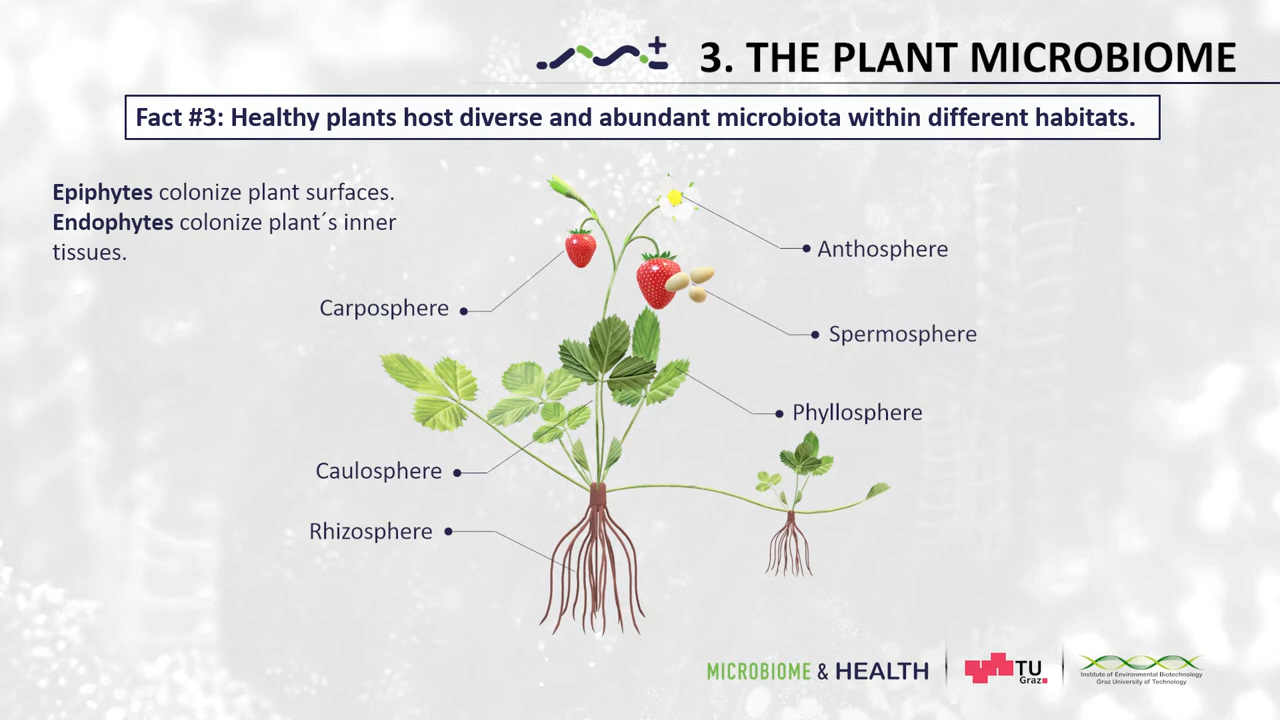 3. THE PLANT MICROBIOME
Fact #3: Healthy plants host diverse and abundant microbiota within different habitats.
Epiphytes colonize plant surfaces.
Endophytes colonize plant´s inner
tissues.
Anthosphere
Carposphere
Spermosphere
Phyllosphere
Caulosphere
Rhizosphere
MICROBIOME & HEALTH
TU
Graz
Institute of Environmental Biotechnology
Graz University of Technology